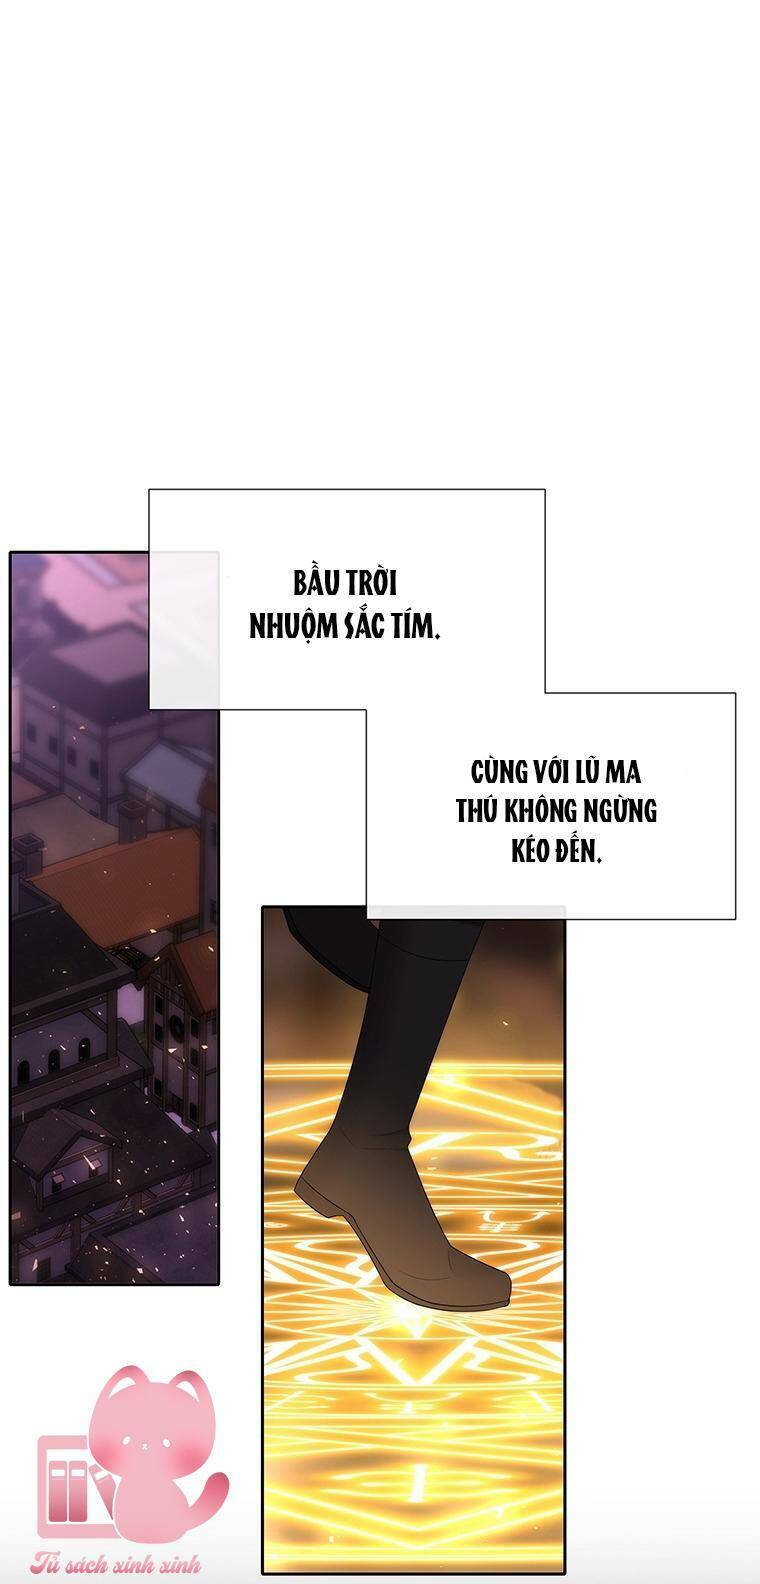 BẦU TRỜI
NHUỘM SẮC TÍM.
CÙNG VỚI LŨ MA
THÚ KHÔNG NGỪNG
KÉO ĐẾN.
Tủ sách xinh xinh